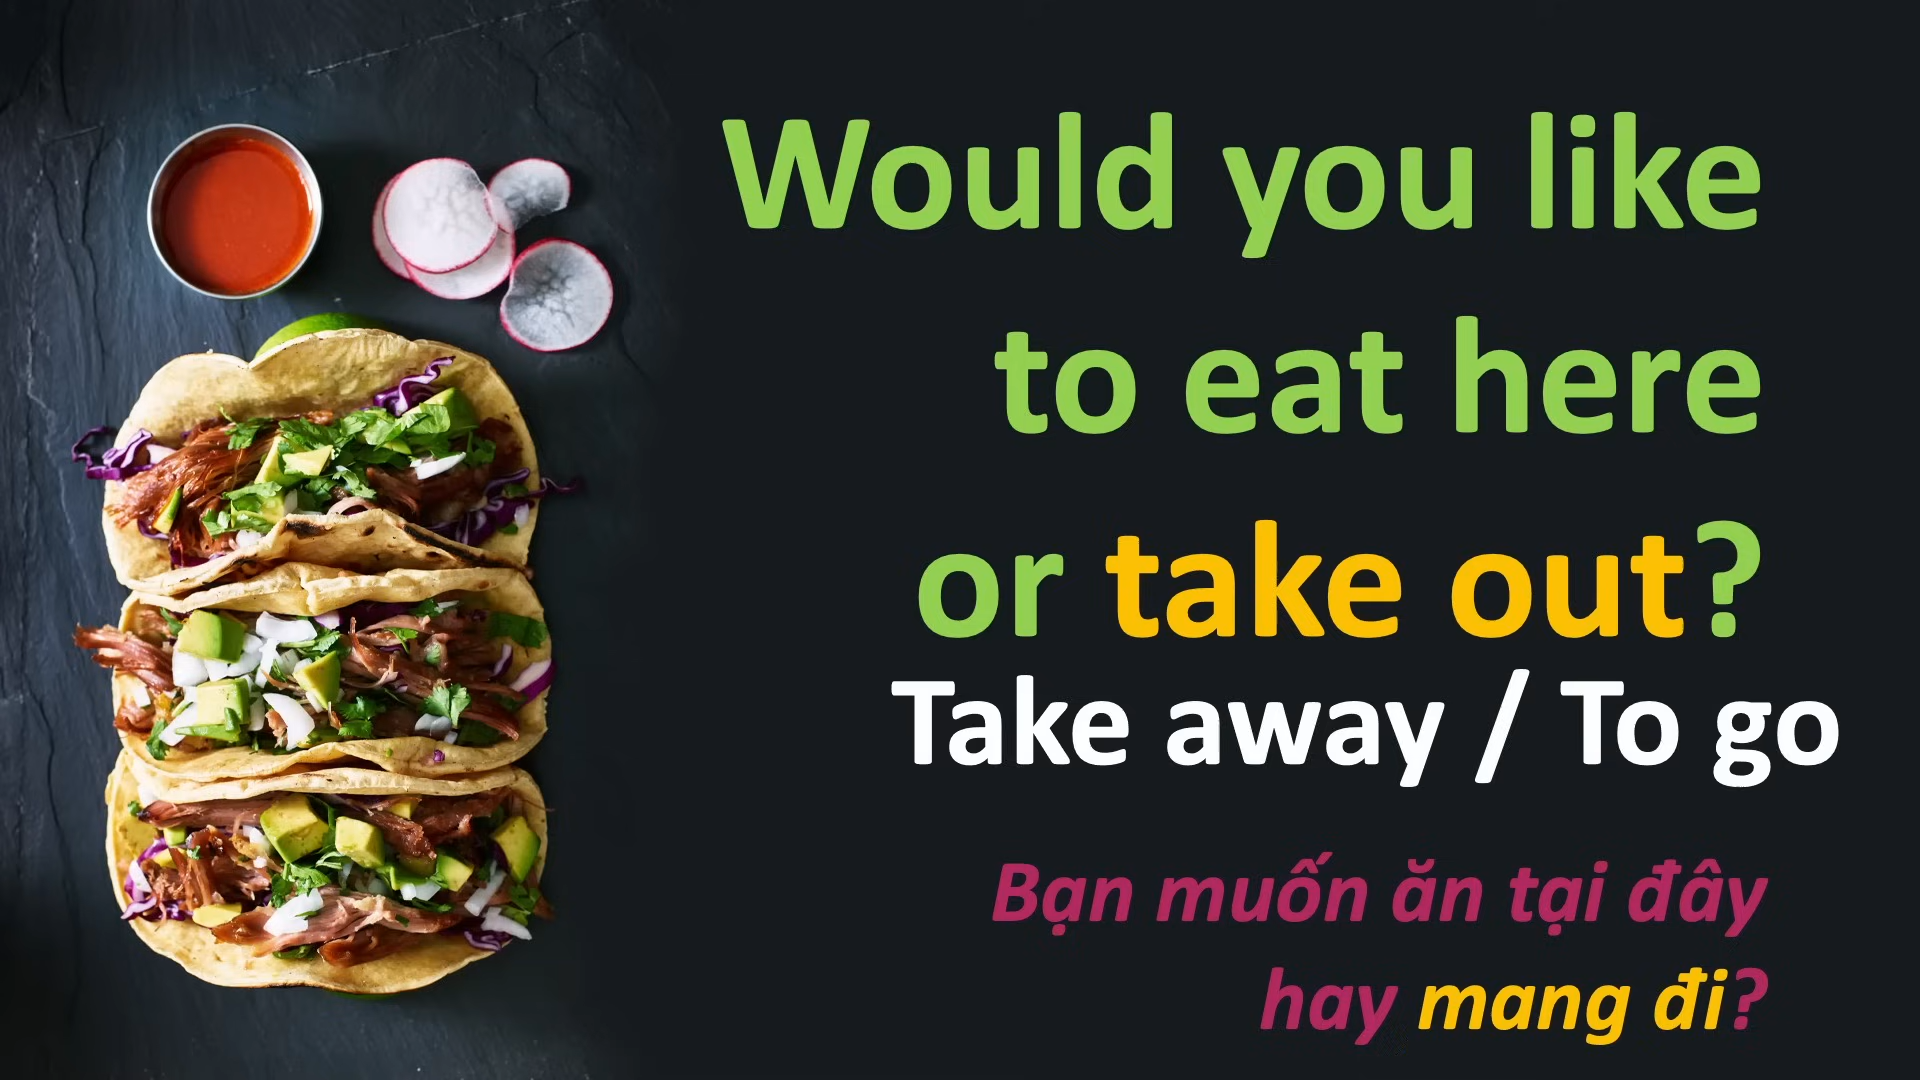 Would you like
to eat here
or take out?
Take away / To go
Bạn muốn ăn tại đây
hay mang đi?